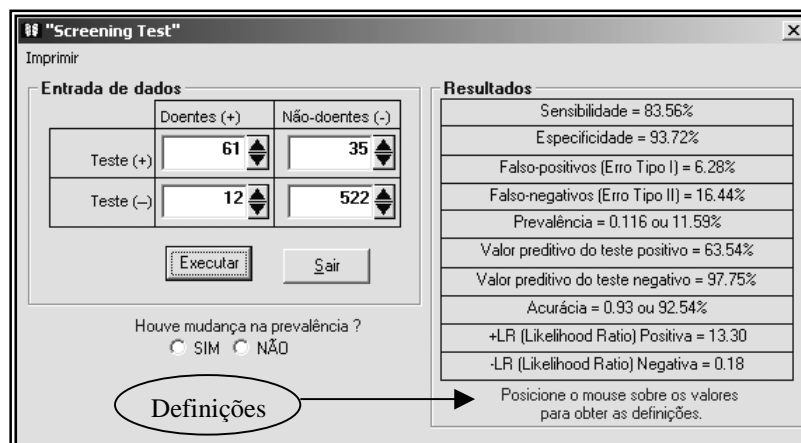 "Screening Test"
Imprimir
Entrada de dados
Doentes (+) Não-doentes (-)
Teste (+) 61 35
Teste (–) 12 522
Executar Sair
Houve mudança na prevalência ?
SIM NÃO
Definições
Resultados
Sensibilidade = 83.56%
Especificidade = 93.72%
Falso-positivos (Erro Tipo I) = 6.28%
Falso-negativos (Erro Tipo II) = 16.44%
Prevalência = 0.116 ou 11.59%
Valor preditivo do teste positivo = 63.54%
Valor preditivo do teste negativo = 97.75%
Acurácia = 0.93 ou 92.54%
+LR (Likelihood Ratio) Positiva = 13.30
-LR (Likelihood Ratio) Negativa = 0.18
Posicione o mouse sobre os valores
para obter as definições.